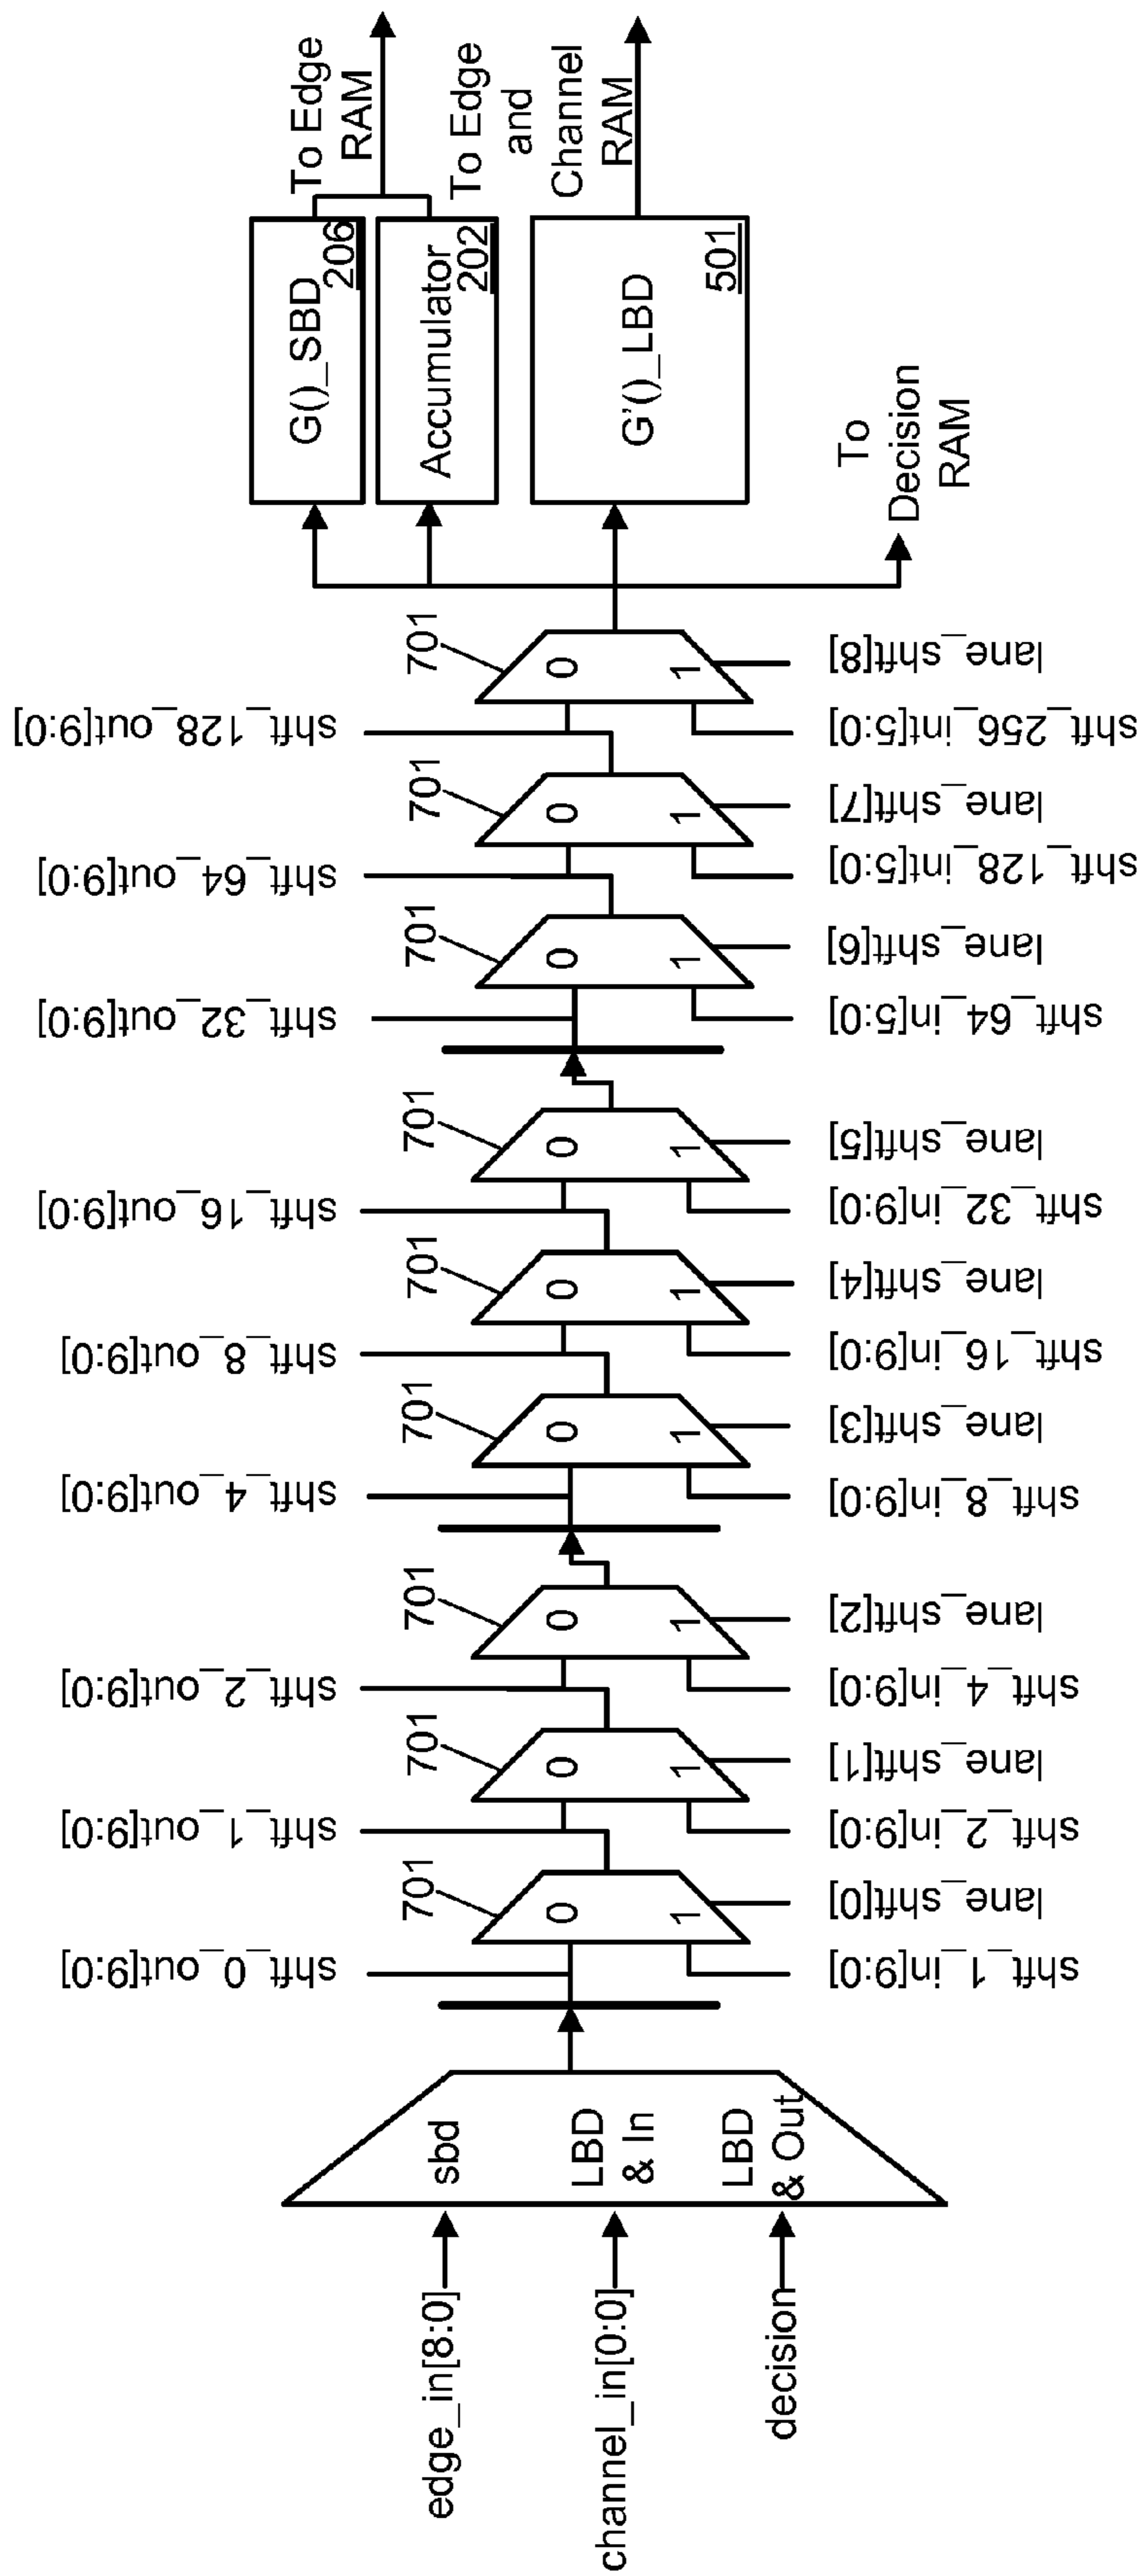 edge_in[8:0]
channel_in[0:0]
decision
sbd
LBD
& In
LBD
& Out
shft_0_out[9:0]
701
0
1
shft_1_in[9:0]
lane_shft[0]
shft_1_out[9:0]
701
0
1
shft_2_in[9:0]
lane_shft[1]
shft_2_out[9:0]
701
0
1
shft_4_in[9:0]
lane_shft[2]
shft_4_out[9:0]
701
0
1
shft_8_in[9:0]
lane_shft[3]
shft_8_out[9:0]
701
0
1
shft_16_in[9:0]
lane_shft[4]
shft_16_out[9:0]
701
0
1
shft_32_in[9:0]
lane_shft[5]
shft_32_out[9:0]
701
0
1
shft_64_in[5:0]
lane_shft[6]
shft_64_out[9:0]
701
0
1
shft_128_int[5:0]
lane_shft[7]
shft_128_out[9:0]
701
0
1
shft_256_int[5:0]
lane_shft[8]
G()_SBD
206
Accumulator
202
G'()_LBD
501
To Edge
RAM
To Edge
and
Channel
RAM
To
Decision
RAM